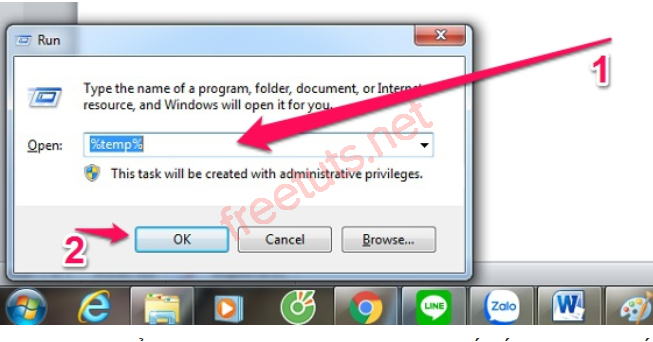 Run
1
Type the name of a program, folder, document, or Internet
resource, and Windows will open it for you.
Open:
%temp%
This task will be created with administrative privileges.
freetuts.net
2
OK
Cancel
Browse...
LINE
Zalo
W